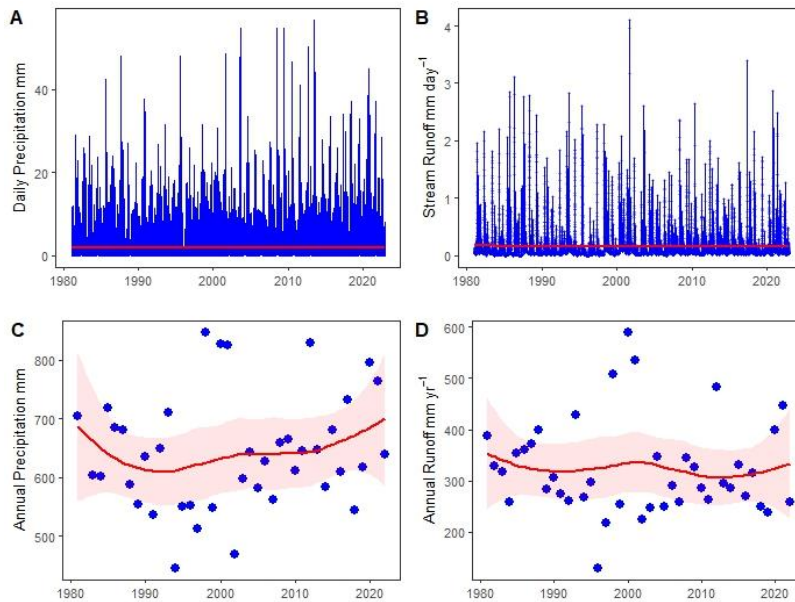 A
Daily Precipitation mm
40
20
0
1980 1990 2000 2010 2020
B
Stream Runoff mm day⁻¹
4
3
2
1
0
1980 1990 2000 2010 2020
C
Annual Precipitation mm
800
700
600
500
1980 1990 2000 2010 2020
D
Annual Runoff mm yr⁻¹
600
500
400
300
200
1980 1990 2000 2010 2020